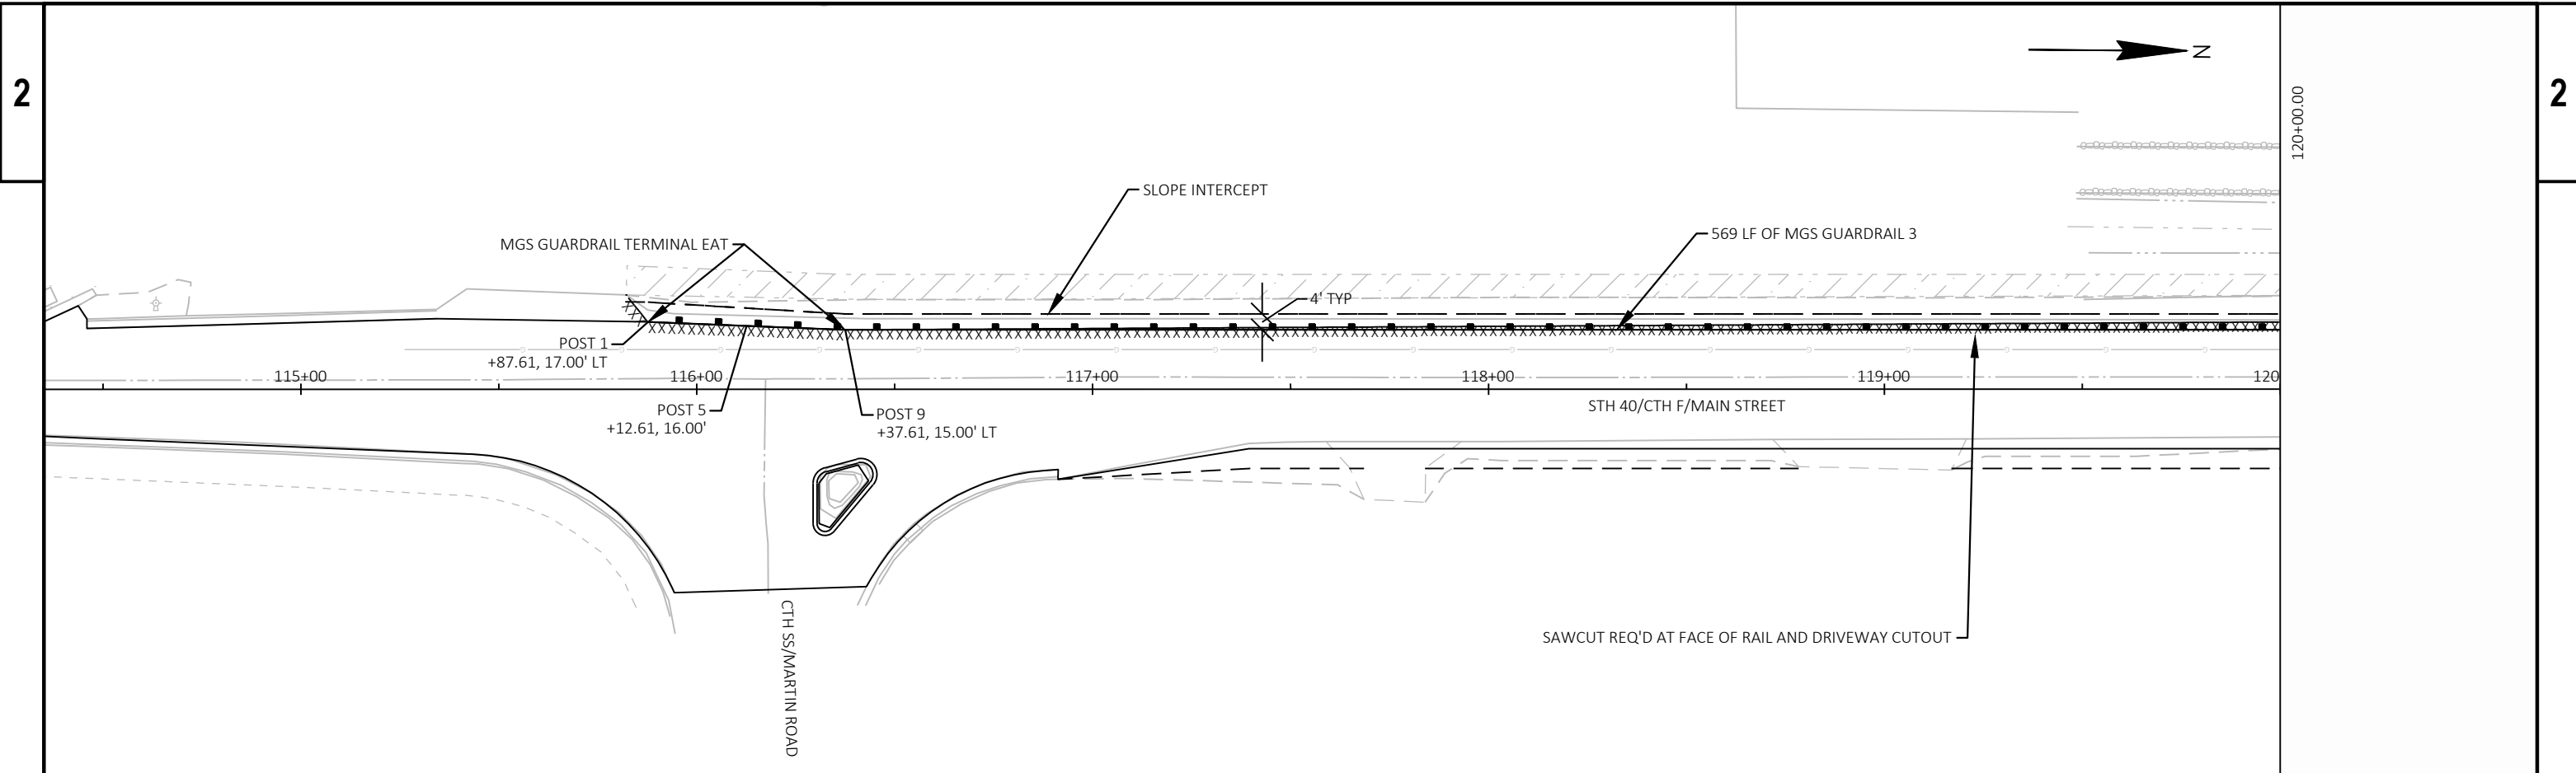 2
2
N
120+00.00
SLOPE INTERCEPT
MGS GUARDRAIL TERMINAL EAT
569 LF OF MGS GUARDRAIL 3
4' TYP
POST 1
+87.61, 17.00' LT
115+00
116+00
117+00
118+00
119+00
120
POST 5
+12.61, 16.00'
POST 9
+37.61, 15.00' LT
STH 40/CTH F/MAIN STREET
CTH SS/MARTIN ROAD
SAWCUT REQ'D AT FACE OF RAIL AND DRIVEWAY CUTOUT